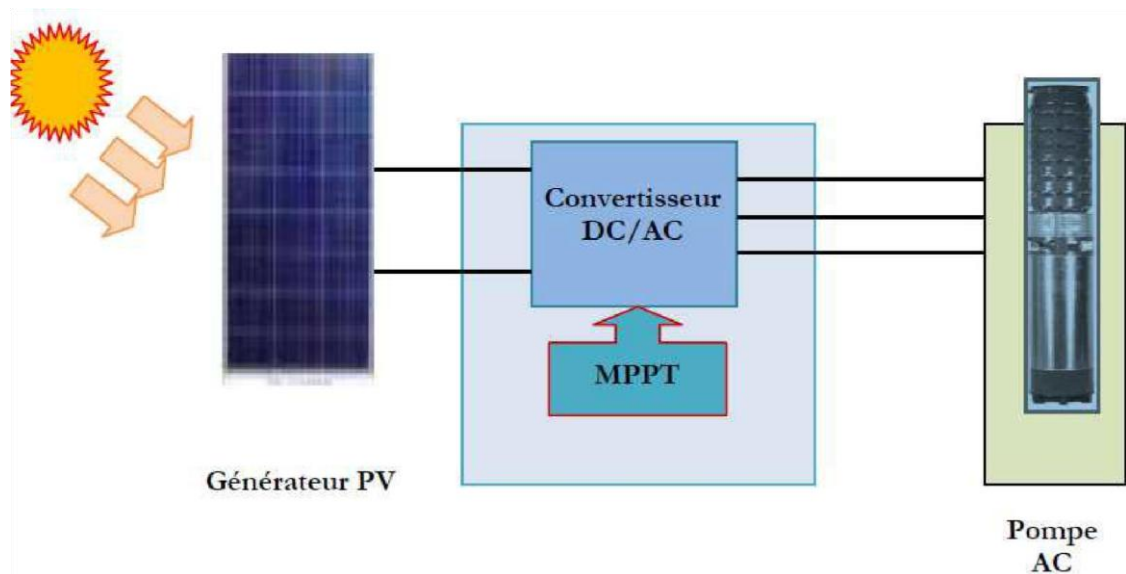 Convertisseur
DC/AC
MPPT
Générateur PV
Pompe
AC